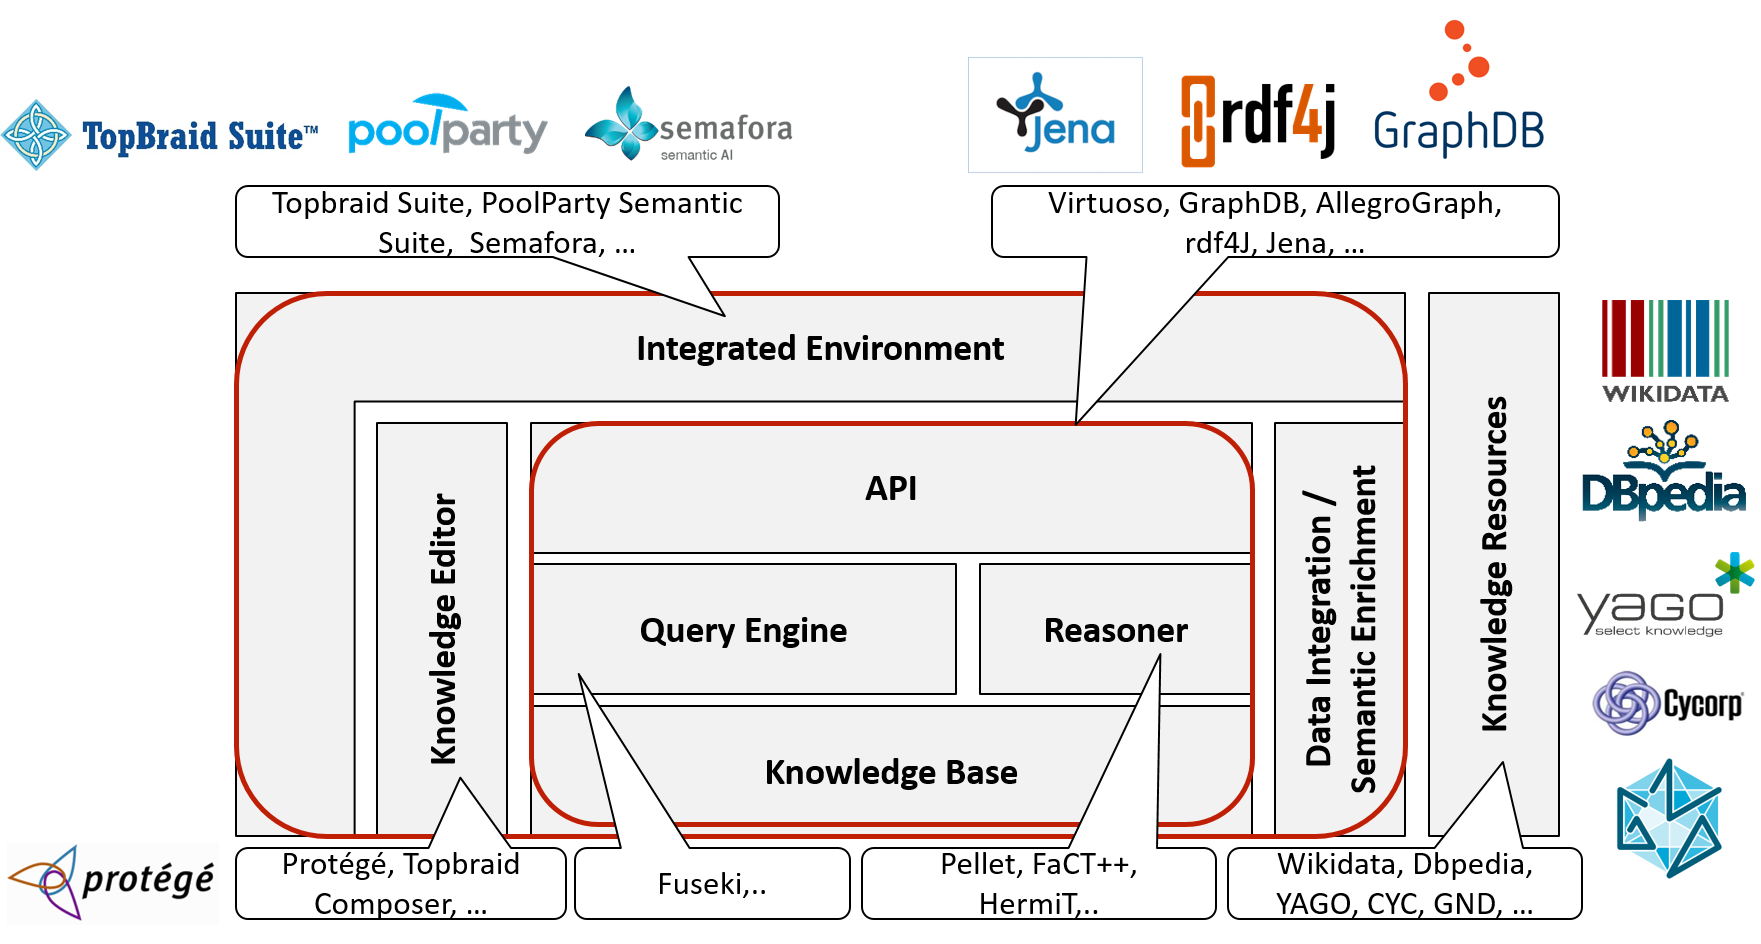 TopBraid Suite™
poolparty
semafora
semantic AI
Jena
rdf4j
GraphDB
Topbraid Suite, PoolParty Semantic
Suite,  Semafora, ...
Virtuoso, GraphDB, AllegroGraph,
rdf4J, Jena, ...
Integrated Environment
API
Knowledge Editor
Query Engine
Reasoner
Knowledge Base
Data Integration /
Semantic Enrichment
Knowledge Resources
WIKIDATA
DBpedia
yago
select knowledge
Cycorp
protégé
Protégé, Topbraid
Composer, ...
Fuseki,..
Pellet, FaCT++,
HermiT,..
Wikidata, Dbpedia,
YAGO, CYC, GND, ...